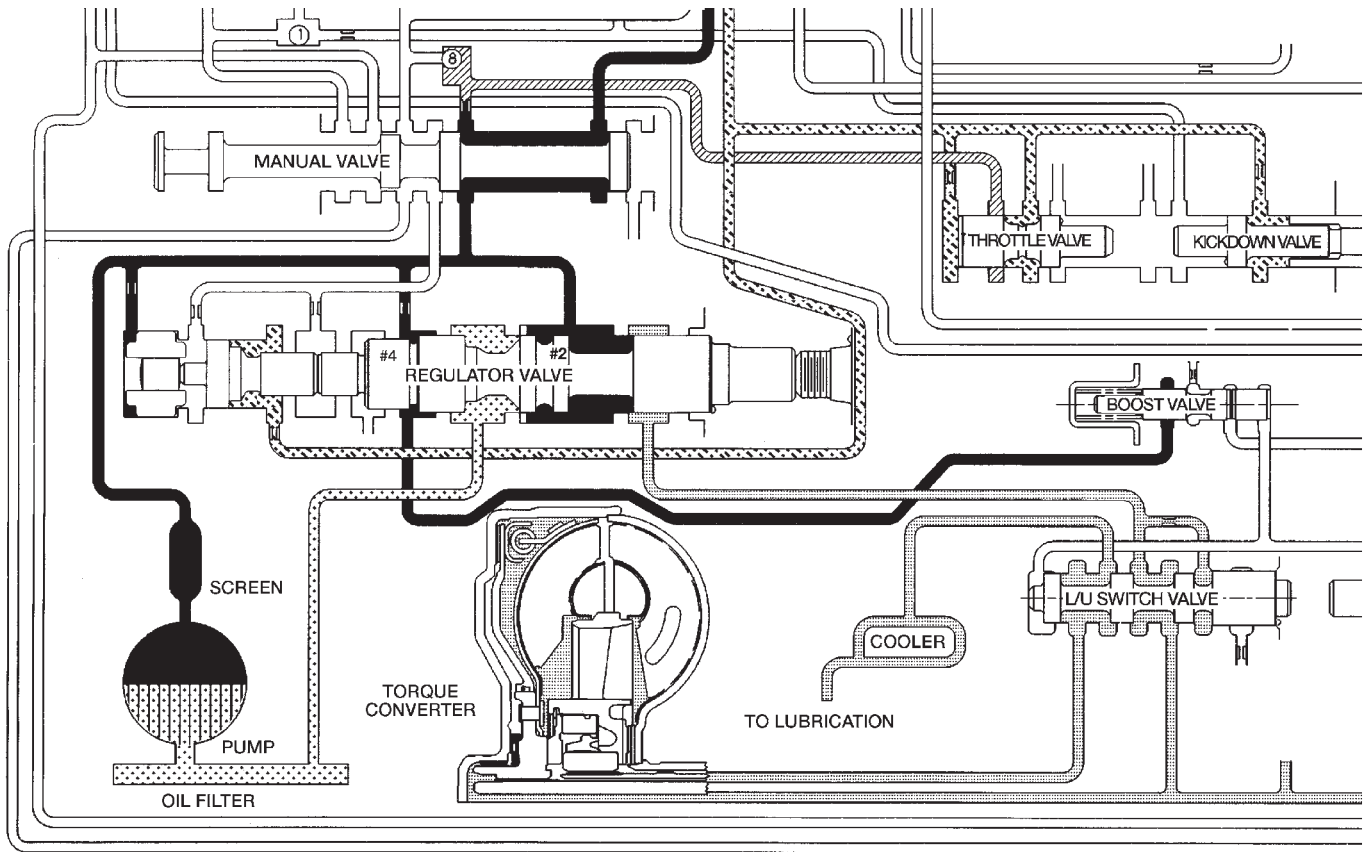 1
8
MANUAL VALVE
THROTTLE VALVE
KICKDOWN VALVE
#4
#2
REGULATOR VALVE
BOOST VALVE
SCREEN
L/U SWITCH VALVE
COOLER
TORQUE
CONVERTER
TO LUBRICATION
PUMP
OIL FILTER